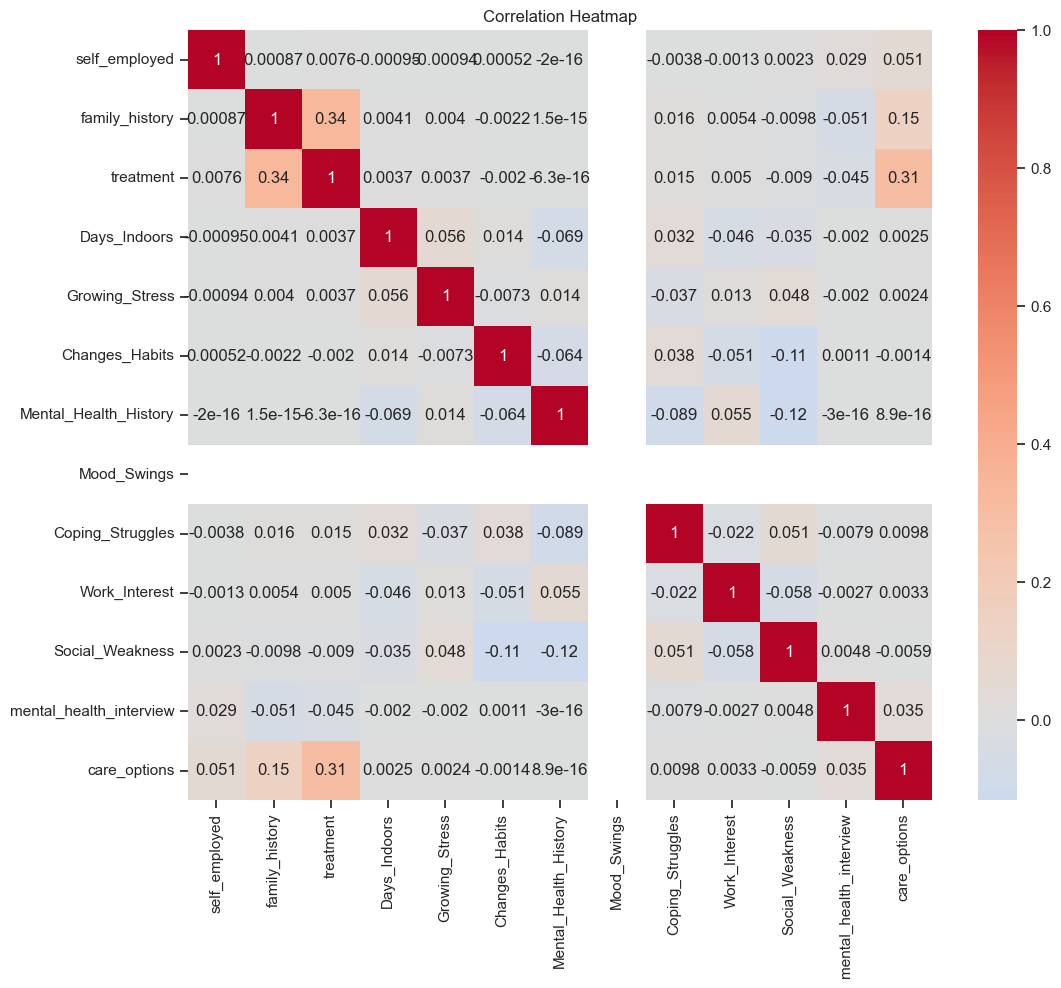 Correlation Heatmap
self_employed 1 0.00087 0.0076 -0.00095 -0.00094 0.00052 -2e-16 -0.0038 -0.0013 0.0023 0.029 0.051
family_history 0.00087 1 0.34 0.0041 0.004 -0.0022 1.5e-15 0.016 0.0054 -0.0098 -0.051 0.15
treatment 0.0076 0.34 1 0.0037 0.0037 -0.002 -6.3e-16 0.015 0.005 -0.009 -0.045 0.31
Days_Indoors -0.00095 0.0041 0.0037 1 0.056 0.014 -0.069 0.032 -0.046 -0.035 -0.002 0.0025
Growing_Stress -0.00094 0.004 0.0037 0.056 1 -0.0073 0.014 -0.037 0.013 0.048 -0.002 0.0024
Changes_Habits 0.00052 -0.0022 -0.002 0.014 -0.0073 1 -0.064 0.038 -0.051 -0.11 0.0011 -0.0014
Mental_Health_History -2e-16 1.5e-15 -6.3e-16 -0.069 0.014 -0.064 1 -0.089 0.055 -0.12 -3e-16 8.9e-16
Mood_Swings
Coping_Struggles -0.0038 0.016 0.015 0.032 -0.037 0.038 -0.089 1 -0.022 0.051 -0.0079 0.0098
Work_Interest -0.0013 0.0054 0.005 -0.046 0.013 -0.051 0.055 -0.022 1 -0.058 -0.0027 0.0033
Social_Weakness 0.0023 -0.0098 -0.009 -0.035 0.048 -0.11 -0.12 0.051 -0.058 1 0.0048 -0.0059
mental_health_interview 0.029 -0.051 -0.045 -0.002 -0.002 0.0011 -3e-16 -0.0079 -0.0027 0.0048 1 0.035
care_options 0.051 0.15 0.31 0.0025 0.0024 -0.0014 8.9e-16 0.0098 0.0033 -0.0059 0.035 1
self_employed
family_history
treatment
Days_Indoors
Growing_Stress
Changes_Habits
Mental_Health_History
Mood_Swings
Coping_Struggles
Work_Interest
Social_Weakness
mental_health_interview
care_options
1.0
0.8
0.6
0.4
0.2
0.0